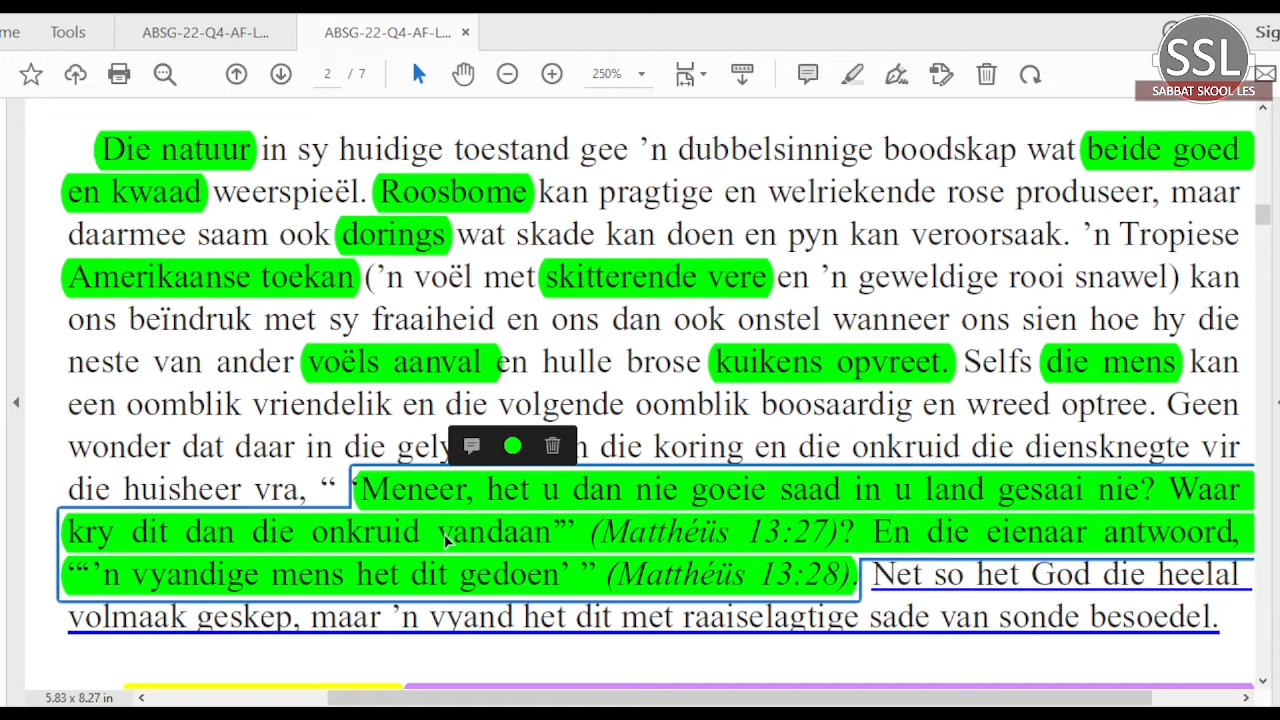 me Tools ABSG-22-Q4-AF-L... ABSG-22-Q4-AF-L... × Sig
2 / 7 250%
SSL
SABBAT SKOOL LES
Die natuur in sy huidige toestand gee ’n dubbelsinnige boodskap wat beide goed
en kwaad weerspieël. Roosbome kan pragtige en welriekende rose produseer, maar
daarmee saam ook dorings wat skade kan doen en pyn kan veroorsaak. ’n Tropiese
Amerikaanse toekan (’n voël met skitterende vere en ’n geweldige rooi snawel) kan
ons beïndruk met sy fraaiheid en ons dan ook onstel wanneer ons sien hoe hy die
neste van ander voëls aanval en hulle brose kuikens opvreet. Selfs die mens kan
een oomblik vriendelik en die volgende oomblik boosaardig en wreed optree. Geen
wonder dat daar in die gely n die koring en die onkruid die diensknegte vir
die huisheer vra, “ ‘Meneer, het u dan nie goeie saad in u land gesaai nie? Waar
kry dit dan die onkruid vandaan’” (Matthéüs 13:27)? En die eienaar antwoord,
“‘’n vyandige mens het dit gedoen’ ” (Matthéüs 13:28). Net so het God die heelal
volmaak geskep, maar ’n vyand het dit met raaiselagtige sade van sonde besoedel.
5.83 x 8.27 in